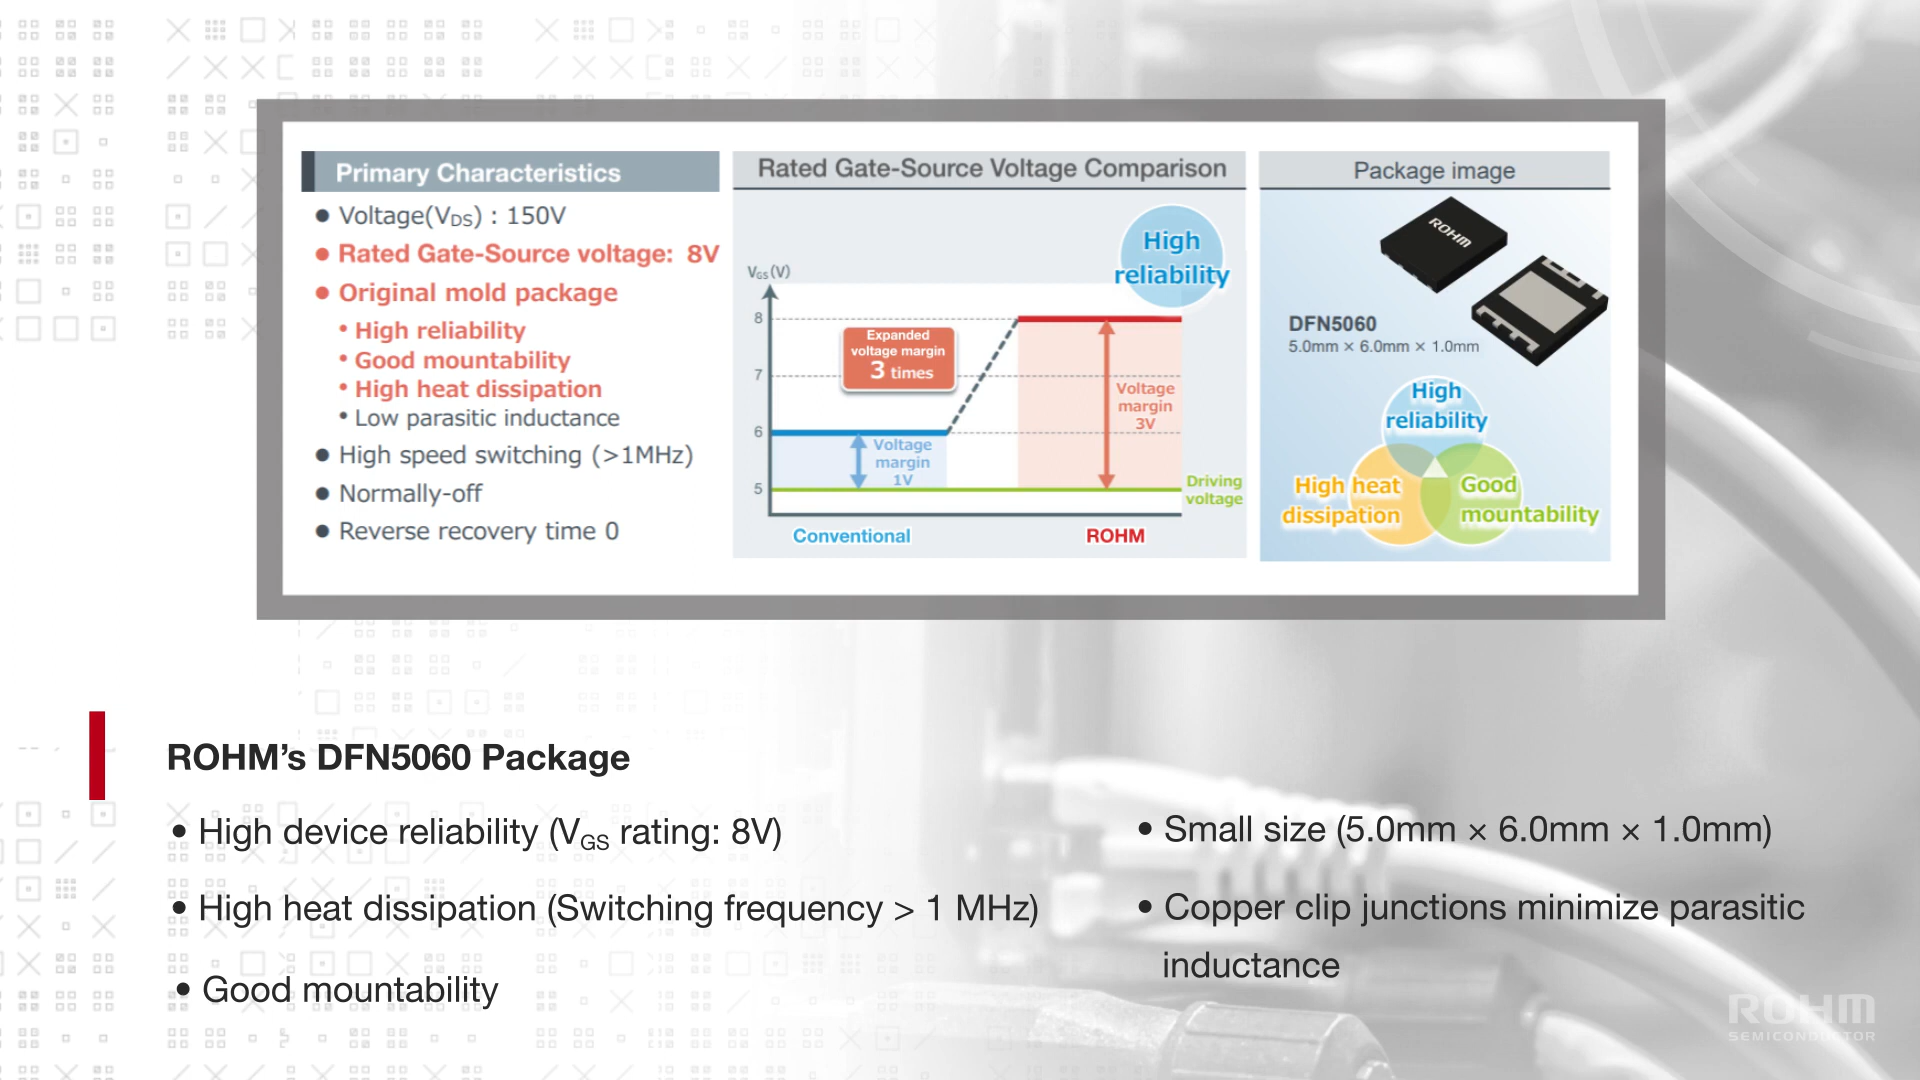 Primary Characteristics
● Voltage(VDS) : 150V
● Rated Gate-Source voltage: 8V
● Original mold package
• High reliability
• Good mountability
• High heat dissipation
• Low parasitic inductance
● High speed switching (>1MHz)
● Normally-off
● Reverse recovery time 0
Rated Gate-Source Voltage Comparison
High
reliability
VGS(V)
8
7
6
5
Expanded
voltage margin
3 times
Voltage
margin
1V
Voltage
margin
3V
Driving
voltage
Conventional
ROHM
Package image
ROHM
DFN5060
5.0mm × 6.0mm × 1.0mm
High
reliability
High heat
dissipation
Good
mountability
ROHM’s DFN5060 Package
• High device reliability (VGS rating: 8V)
• High heat dissipation (Switching frequency > 1 MHz)
• Good mountability
• Small size (5.0mm × 6.0mm × 1.0mm)
• Copper clip junctions minimize parasitic
inductance
ROHM
SEMICONDUCTOR